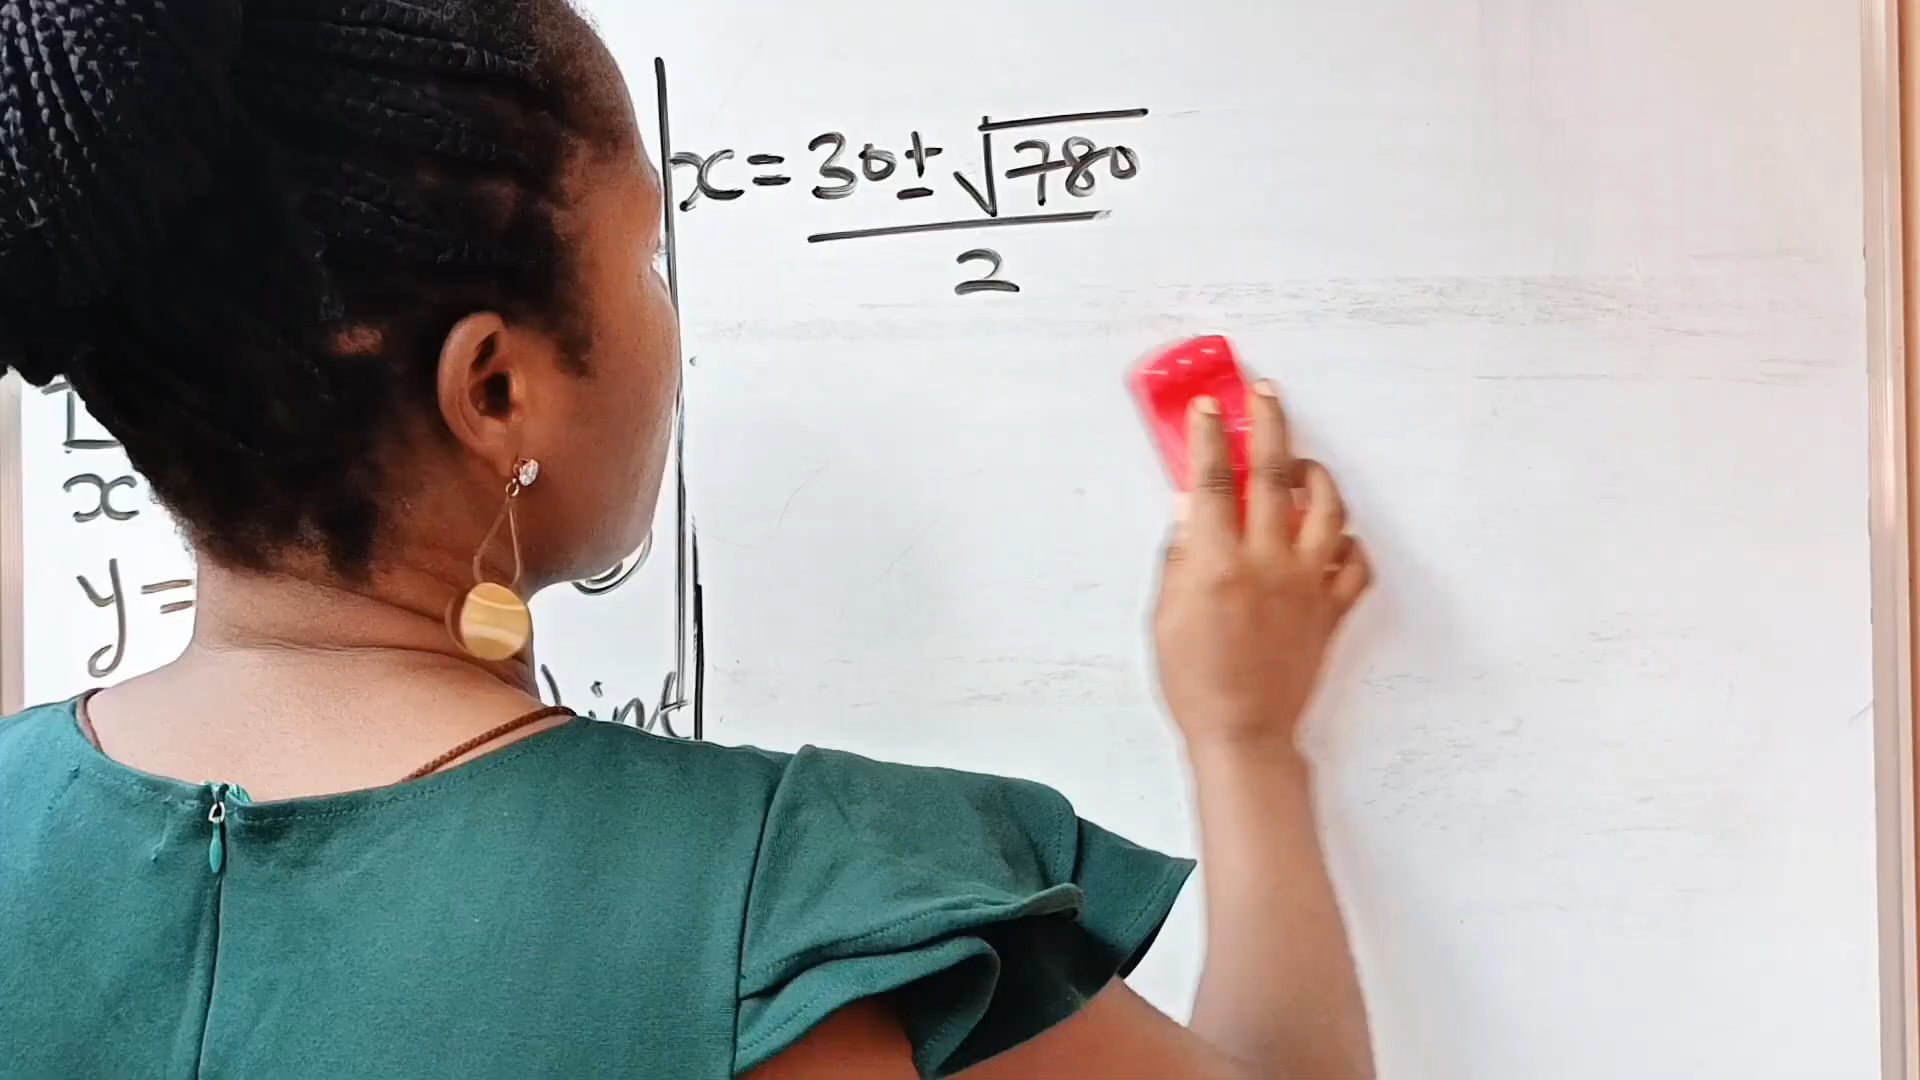 x
y=
x = 30 ± √780
2